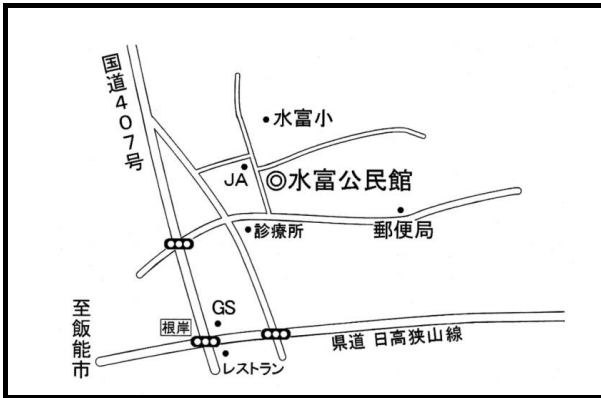 国道407号
水富小
JA
水富公民館
診療所
郵便局
GS
根岸
至飯能市
県道 日高狭山線
レストラン